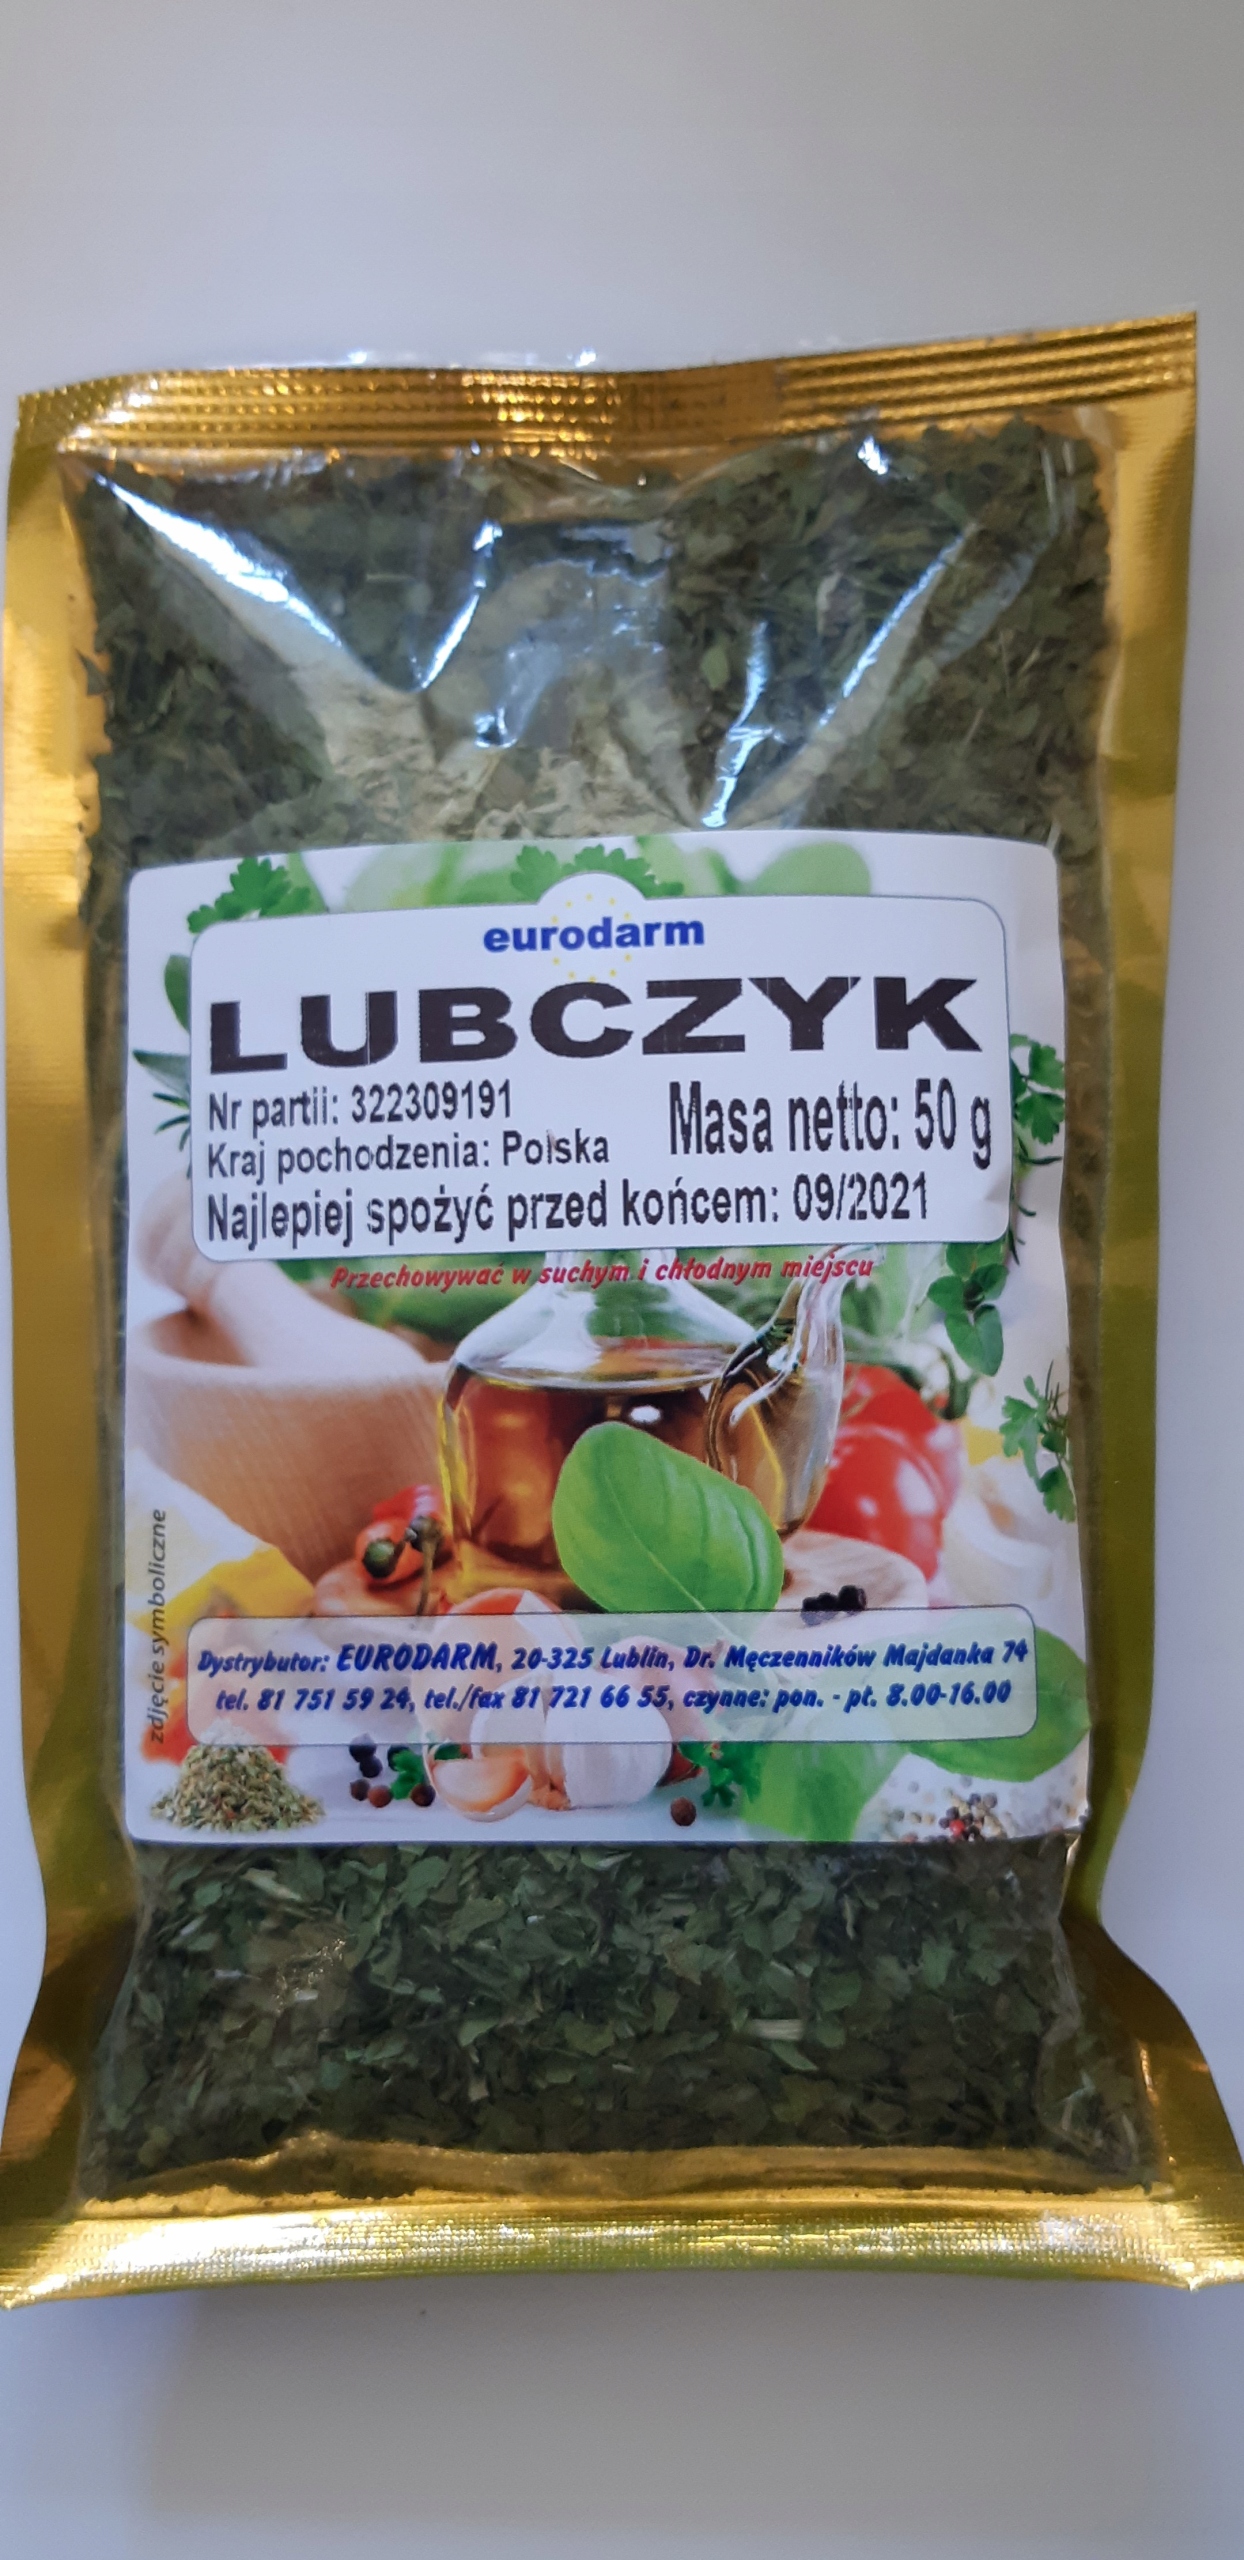 eurodarm
LUBCZYK
Nr partii: 322309191
Masa netto: 50 g
Kraj pochodzenia: Polska
Najlepiej spożyć przed końcem: 09/2021
Przechowywać w suchym i chłodnym miejscu
zdjęcie symboliczne
Dystrybutor: EURODARM, 20-325 Lublin, Dr. Męczenników Majdanka 74
tel. 81 751 59 24, tel./fax 81 721 66 55, czynne: pon. - pt. 8.00-16.00